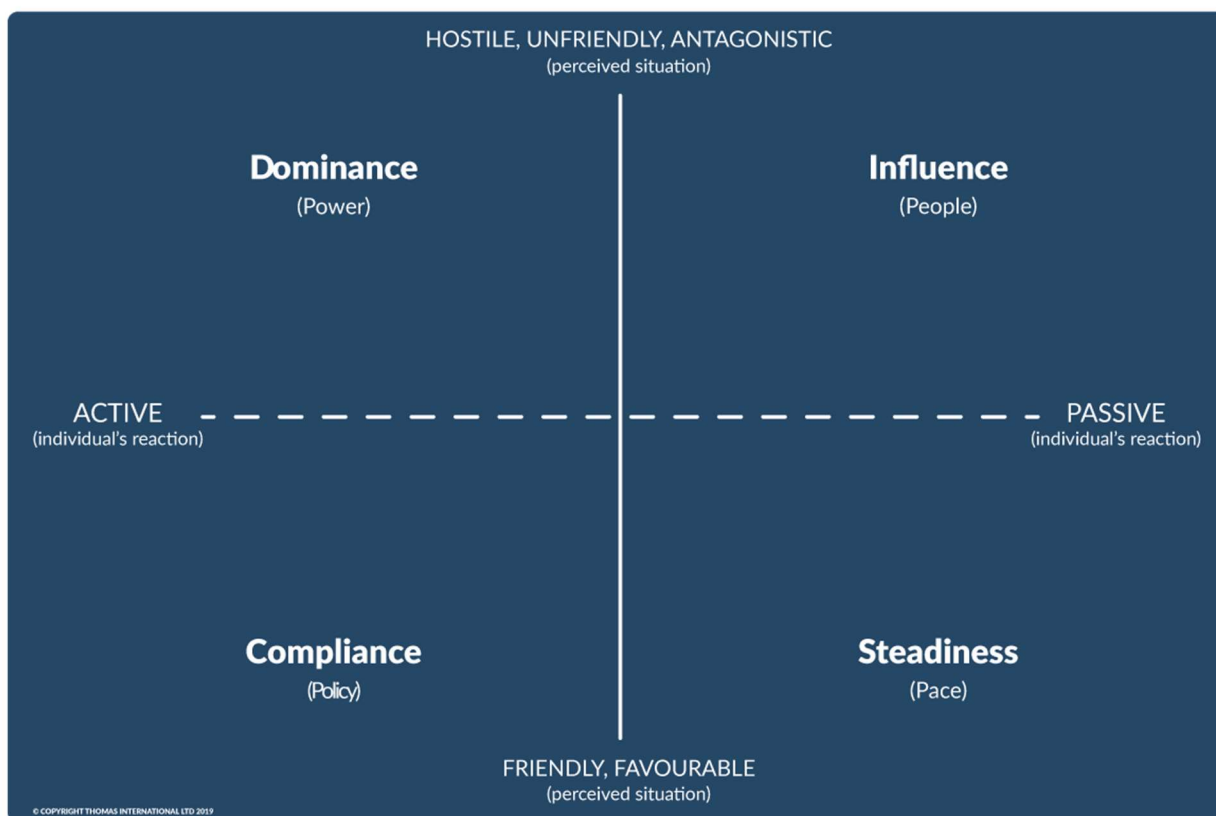 HOSTILE, UNFRIENDLY, ANTAGONISTIC
(perceived situation)
Dominance
(Power)
Influence
(People)
ACTIVE
(individual's reaction)
PASSIVE
(individual's reaction)
Compliance
(Policy)
Steadiness
(Pace)
FRIENDLY, FAVOURABLE
(perceived situation)
© COPYRIGHT THOMAS INTERNATIONAL LTD 2019